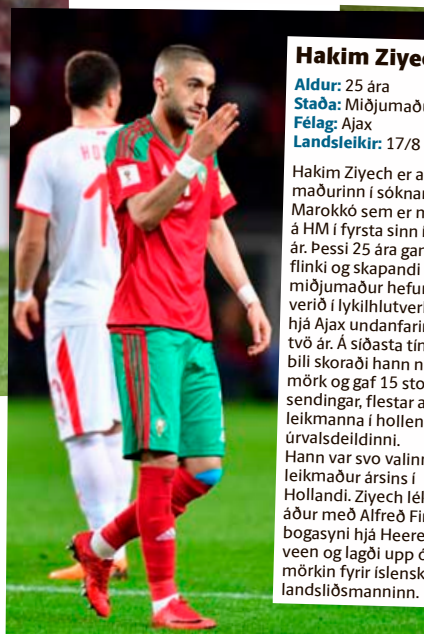 Hakim Ziyec
Aldur: 25 ára
Staða: Miðjumaðu
Félag: Ajax
Landsleikir: 17/8
Hakim Ziyech er a
maðurinn í sóknar
Marokkó sem er m
á HM í fyrsta sinn í
ár. Þessi 25 ára gam
flinki og skapandi
miðjumaður hefur
verið í lykilhlutverk
hjá Ajax undanfarin
tvö ár. Á síðasta tím
bili skoraði hann n
mörk og gaf 15 sto
sendingar, flestar a
leikmanna í hollen
úrvalsdeildinni.
Hann var svo valinn
leikmaður ársins í
Hollandi. Ziyech lék
áður með Alfreð Fin
bogasyni hjá Heere
veen og lagði upp ó
mörkin fyrir íslensk
landsliðsmanninn.